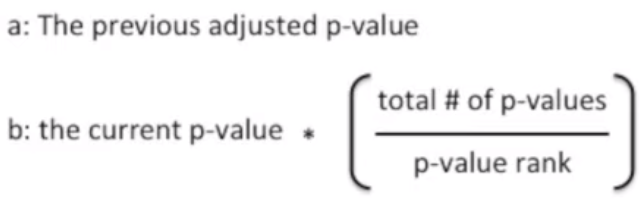 a: The previous adjusted p-value
total # of p-values
b: the current p-value *
p-value rank